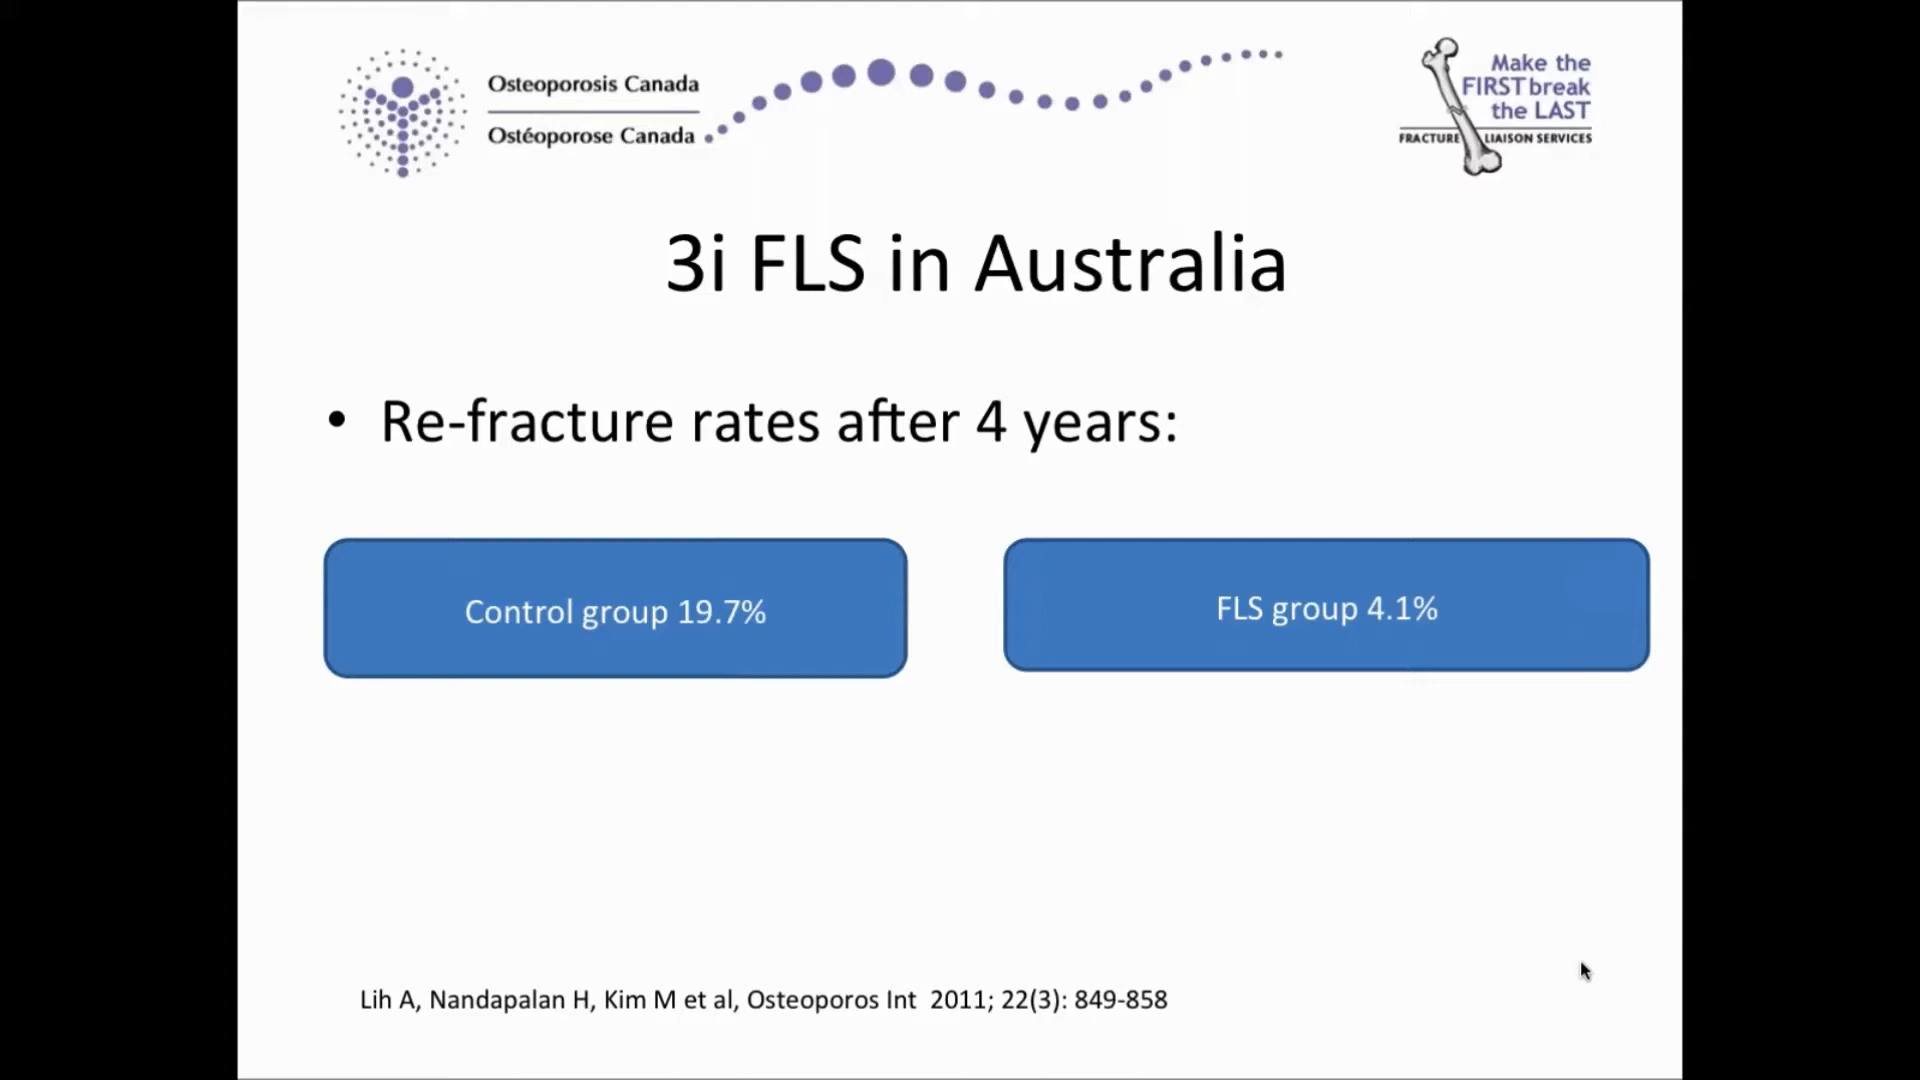 Osteoporosis Canada
Ostéoporose Canada
Make the
FIRST break
the LAST
FRACTURE LIAISON SERVICES
3i FLS in Australia
• Re-fracture rates after 4 years:
Control group 19.7%
FLS group 4.1%
Lih A, Nandapalan H, Kim M et al, Osteoporos Int  2011; 22(3): 849-858